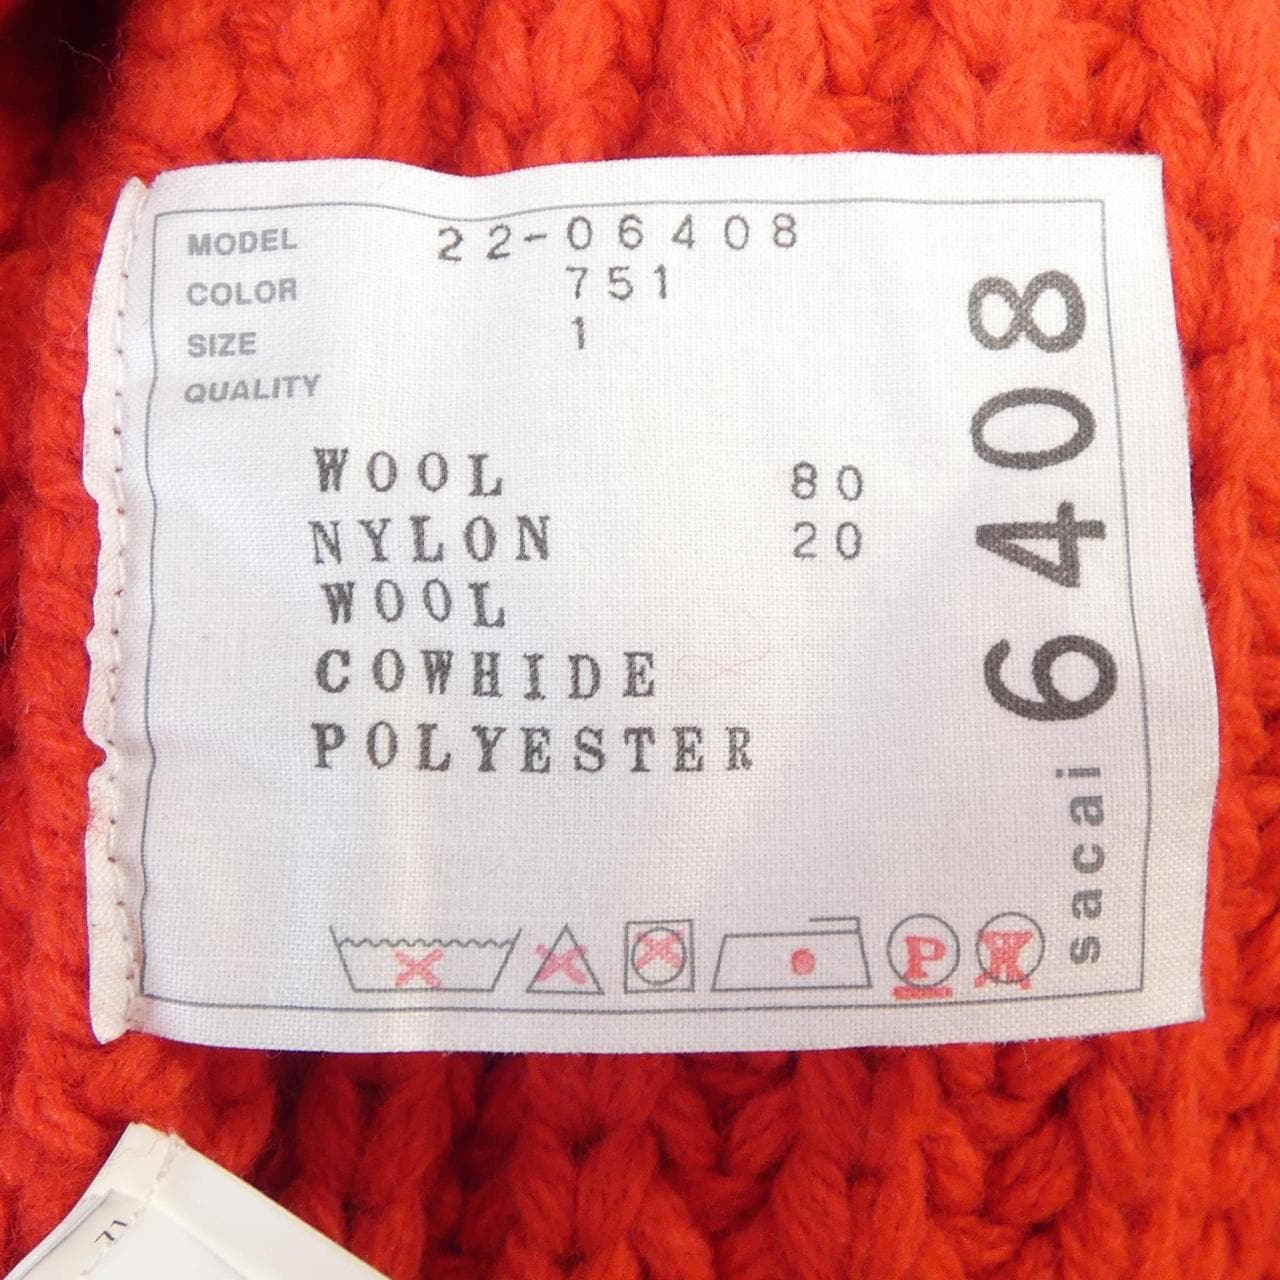 MODEL 22-06408
COLOR 751
SIZE 1
QUALITY
WOOL 80
NYLON 20
WOOL
COWHIDE
POLYESTER
P
W
sacai 6408